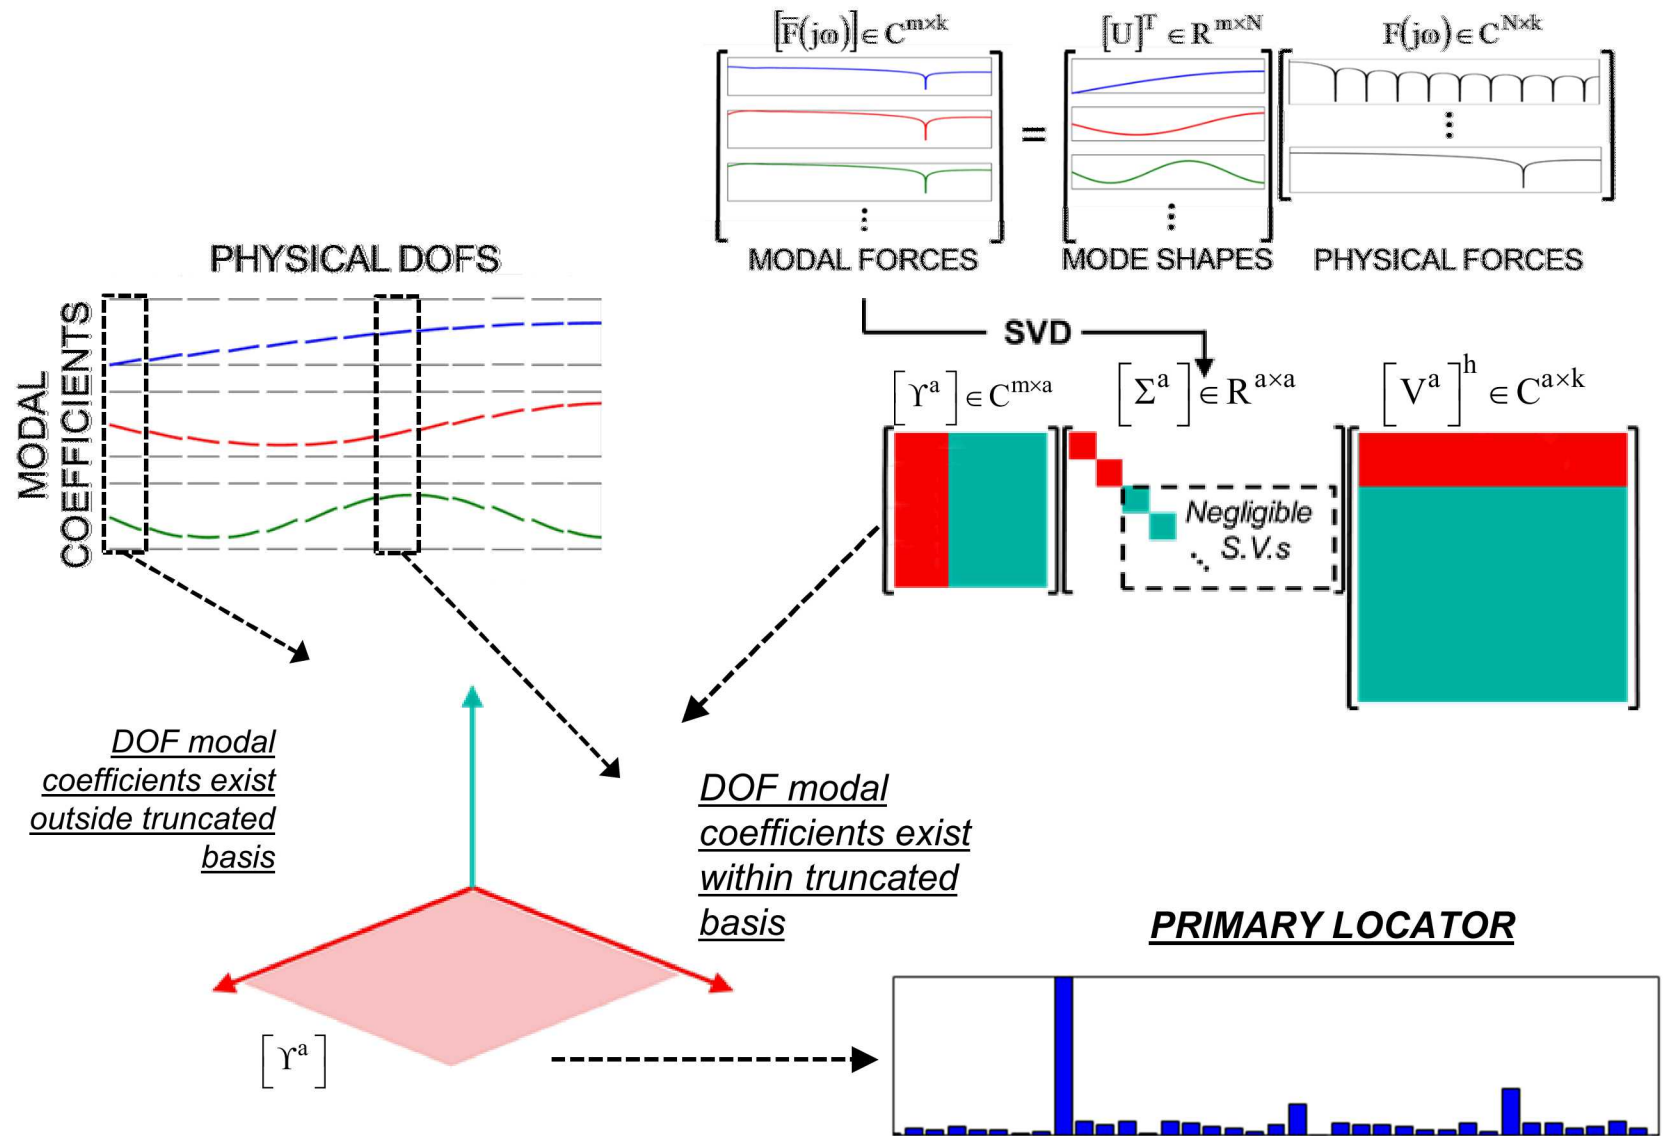 [F̅(jω)] ∈ C^{m×k}
[U]^T ∈ R^{m×N}
F(jω) ∈ C^{N×k}
=
⋮
⋮
⋮
MODAL FORCES
MODE SHAPES
PHYSICAL FORCES
PHYSICAL DOFS
MODAL
COEFFICIENTS
SVD
[ϒ^a] ∈ C^{m×a}
[Σ^a] ∈ R^{a×a}
[V^a]^h ∈ C^{a×k}
Negligible
S.V.s
⋱
DOF modal
coefficients exist
outside truncated
basis
DOF modal
coefficients exist
within truncated
basis
[ϒ^a]
PRIMARY LOCATOR